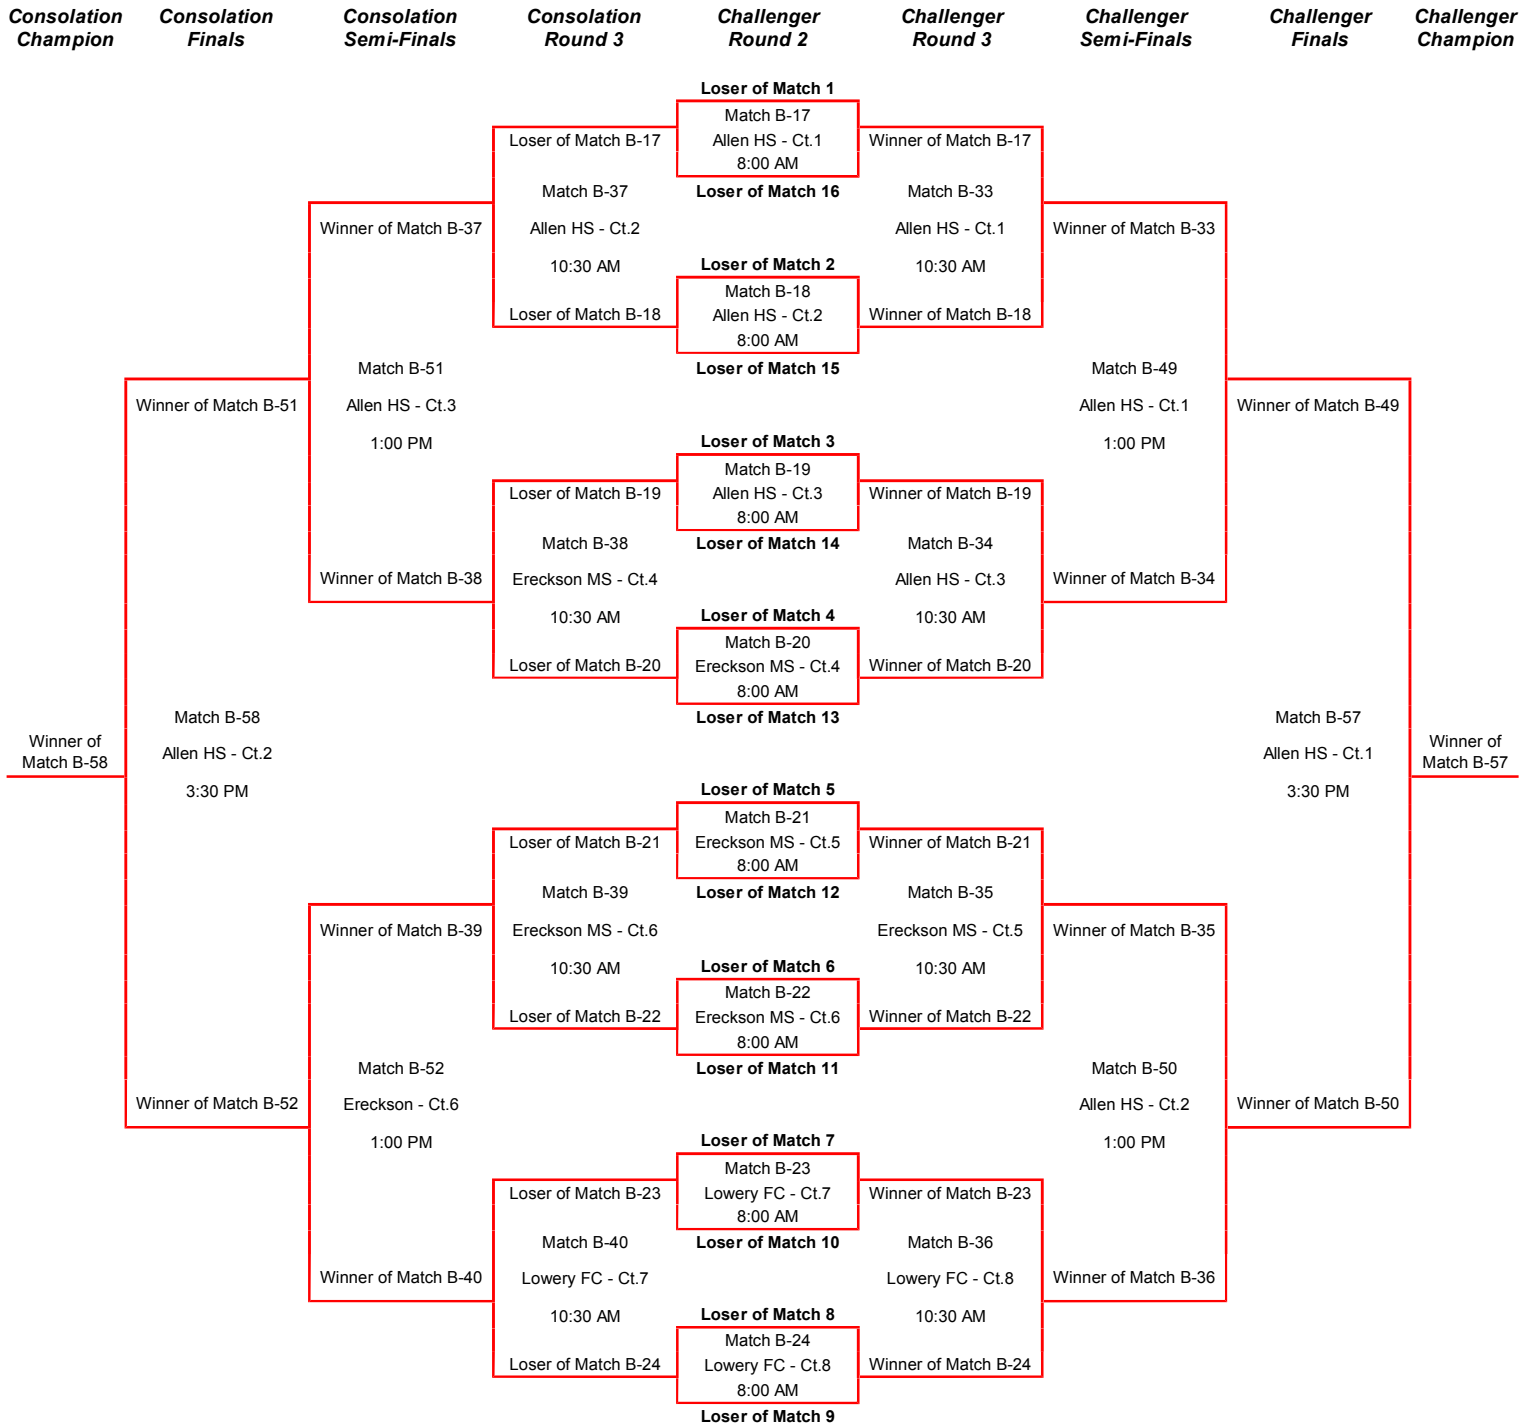 Consolation Champion
Consolation Finals
Consolation Semi-Finals
Consolation Round 3
Challenger Round 2
Challenger Round 3
Challenger Semi-Finals
Challenger Finals
Challenger Champion
Loser of Match 1
Match B-17
Loser of Match B-17
Allen HS - Ct.1
Winner of Match B-17
8:00 AM
Match B-37
Loser of Match 16
Match B-33
Winner of Match B-37
Allen HS - Ct.2
Allen HS - Ct.1
Winner of Match B-33
10:30 AM
Loser of Match 2
10:30 AM
Match B-18
Loser of Match B-18
Allen HS - Ct.2
Winner of Match B-18
8:00 AM
Match B-51
Loser of Match 15
Match B-49
Winner of Match B-51
Allen HS - Ct.3
Allen HS - Ct.1
Winner of Match B-49
1:00 PM
Loser of Match 3
1:00 PM
Match B-19
Loser of Match B-19
Allen HS - Ct.3
Winner of Match B-19
8:00 AM
Match B-38
Loser of Match 14
Match B-34
Winner of Match B-38
Ereckson MS - Ct.4
Allen HS - Ct.3
Winner of Match B-34
10:30 AM
Loser of Match 4
10:30 AM
Match B-20
Loser of Match B-20
Ereckson MS - Ct.4
Winner of Match B-20
8:00 AM
Match B-58
Loser of Match 13
Match B-57
Winner of
Match B-58
Allen HS - Ct.2
Allen HS - Ct.1
Winner of
Match B-57
3:30 PM
Loser of Match 5
3:30 PM
Match B-21
Loser of Match B-21
Ereckson MS - Ct.5
Winner of Match B-21
8:00 AM
Match B-39
Loser of Match 12
Match B-35
Winner of Match B-39
Ereckson MS - Ct.6
Ereckson MS - Ct.5
Winner of Match B-35
10:30 AM
Loser of Match 6
10:30 AM
Match B-22
Loser of Match B-22
Ereckson MS - Ct.6
Winner of Match B-22
8:00 AM
Match B-52
Loser of Match 11
Match B-50
Winner of Match B-52
Ereckson - Ct.6
Allen HS - Ct.2
Winner of Match B-50
1:00 PM
Loser of Match 7
1:00 PM
Match B-23
Loser of Match B-23
Lowery FC - Ct.7
Winner of Match B-23
8:00 AM
Match B-40
Loser of Match 10
Match B-36
Winner of Match B-40
Lowery FC - Ct.7
Lowery FC - Ct.8
Winner of Match B-36
10:30 AM
Loser of Match 8
10:30 AM
Match B-24
Loser of Match B-24
Lowery FC - Ct.8
Winner of Match B-24
8:00 AM
Loser of Match 9